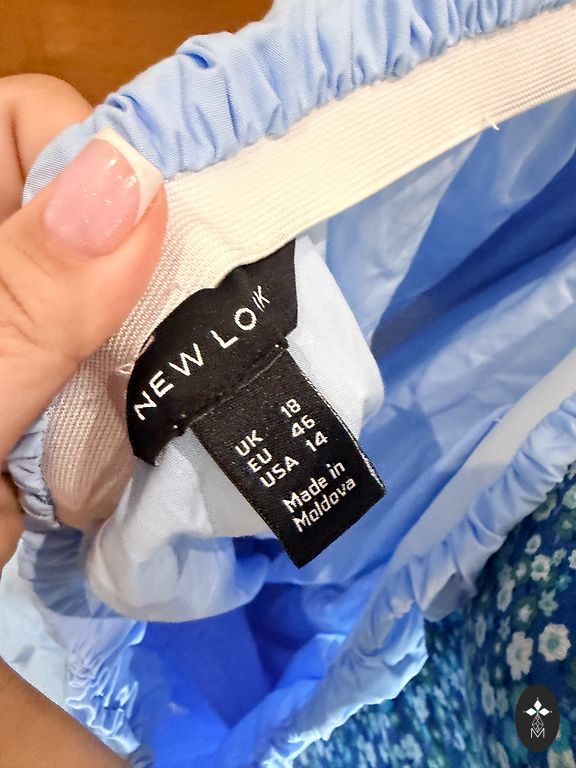 NEW LOOK
UK 18
EU 46
USA 14
Made in
Moldova